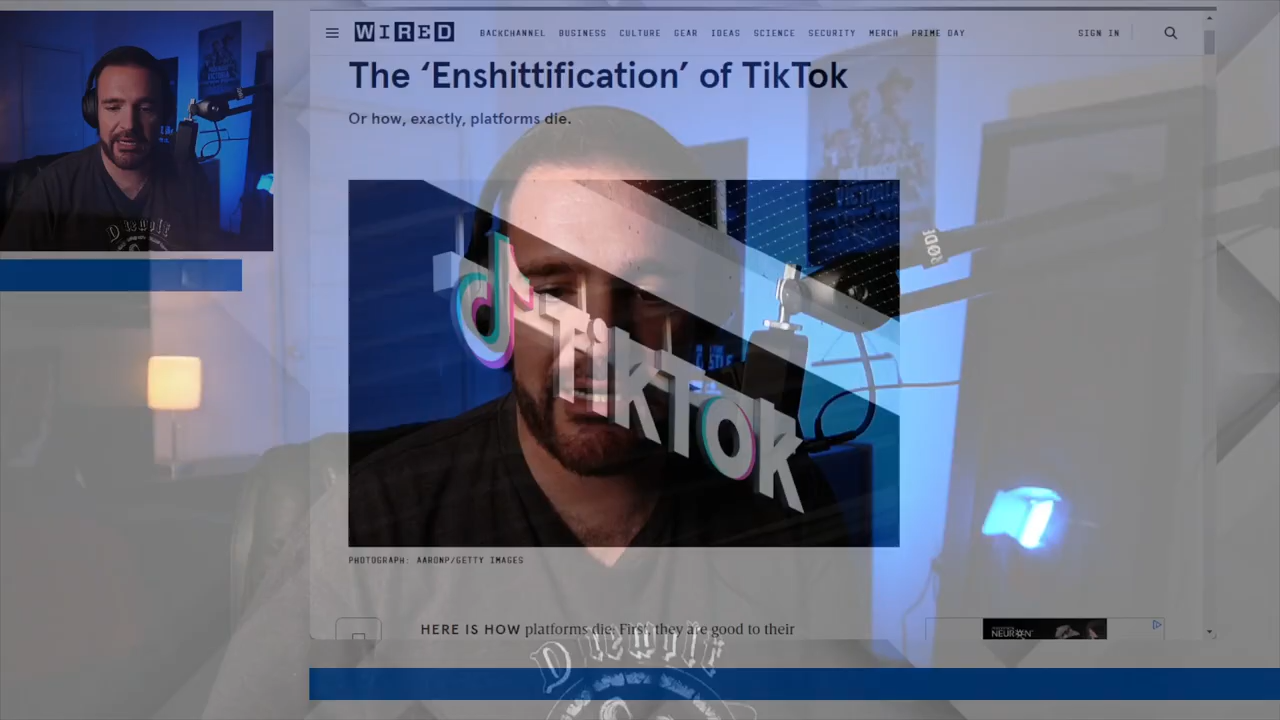 WIRED
BACKCHANNEL BUSINESS CULTURE GEAR IDEAS SCIENCE SECURITY MERCH PRIME DAY
SIGN IN
The ‘Enshittification’ of TikTok
Or how, exactly, platforms die.
RODE
TikTok
PHOTOGRAPH: AARONP/GETTY IMAGES
HERE IS HOW platforms die: First, they are good to their
NEURON